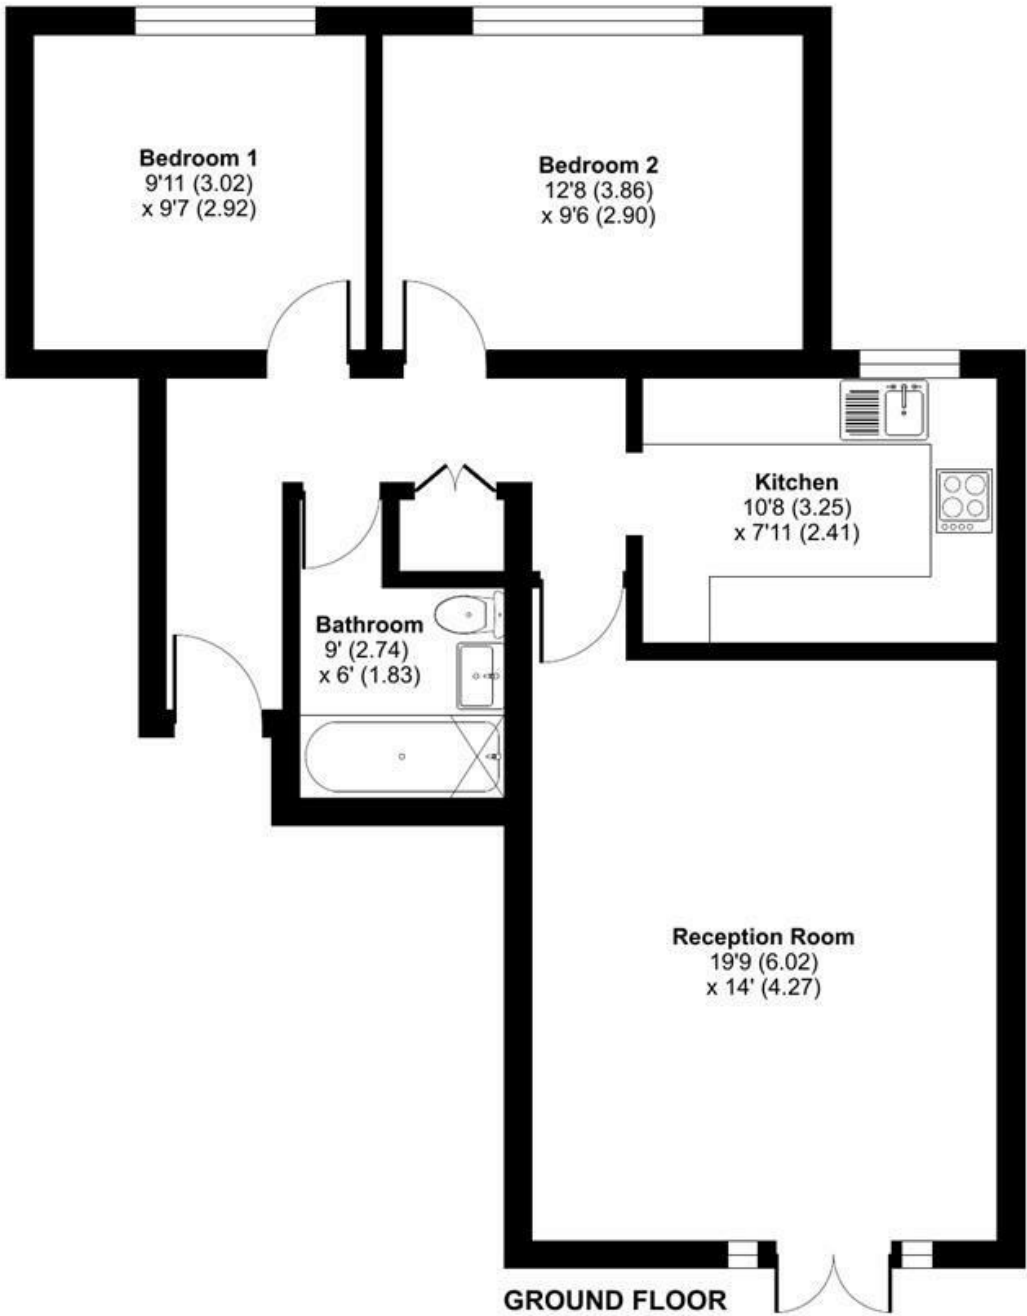 Bedroom 1
9'11 (3.02)
x 9'7 (2.92)
Bedroom 2
12'8 (3.86)
x 9'6 (2.90)
Kitchen
10'8 (3.25)
x 7'11 (2.41)
Bathroom
9' (2.74)
x 6' (1.83)
Reception Room
19'9 (6.02)
x 14' (4.27)
GROUND FLOOR